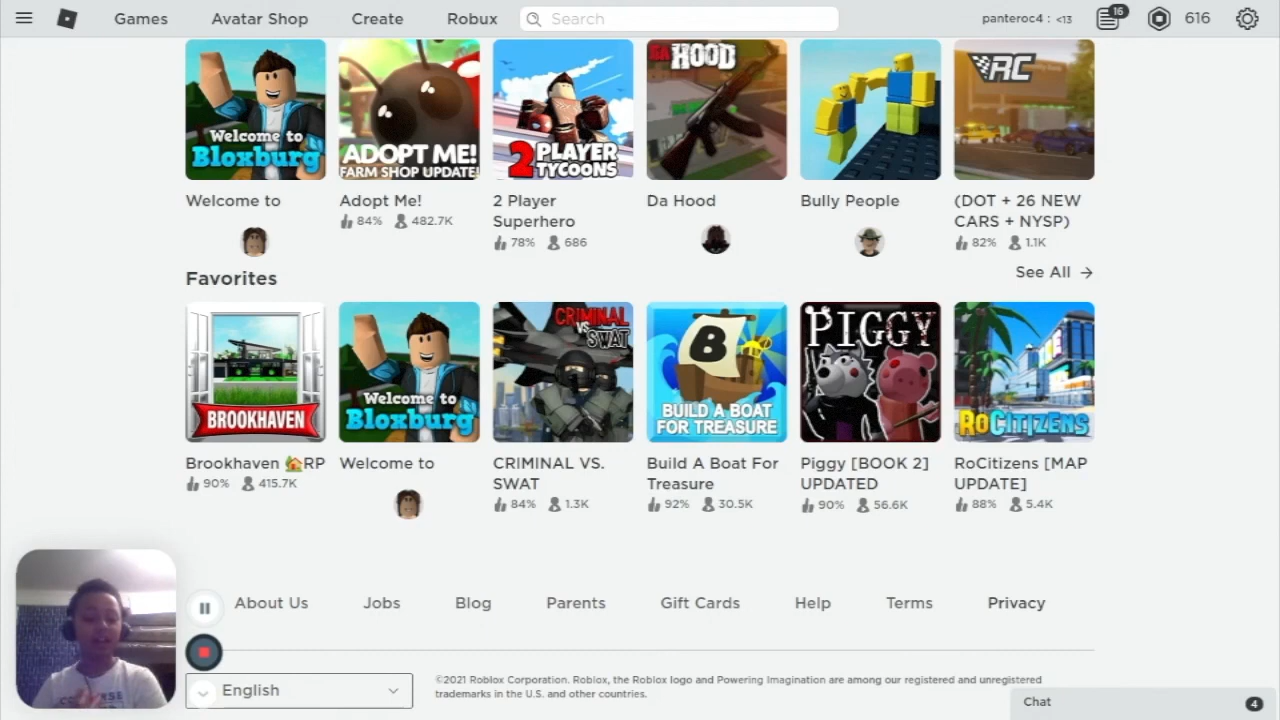 Games Avatar Shop Create Robux Search panteroc4 : <13 16 616
Welcome to
Bloxburg
ADOPT ME!
FARM SHOP UPDATE!
2 PLAYER
TYCOONS
DA HOOD
RC
Welcome to
Adopt Me!
84% 482.7K
2 Player
Superhero
78% 686
Da Hood
Bully People
(DOT + 26 NEW
CARS + NYSP)
82% 1.1K
Favorites
See All
BROOKHAVEN
Welcome to
Bloxburg
CRIMINAL
VS
SWAT
B
BUILD A BOAT
FOR TREASURE
PIGGY
ROCITIZENS
Brookhaven 🏠RP
90% 415.7K
Welcome to
CRIMINAL VS.
SWAT
84% 1.3K
Build A Boat For
Treasure
92% 30.5K
Piggy [BOOK 2]
UPDATED
90% 56.6K
RoCitizens [MAP
UPDATE]
88% 5.4K
About Us Jobs Blog Parents Gift Cards Help Terms Privacy
English
©2021 Roblox Corporation. Roblox, the Roblox logo and Powering Imagination are among our registered and unregistered
trademarks in the U.S. and other countries.
Chat 4